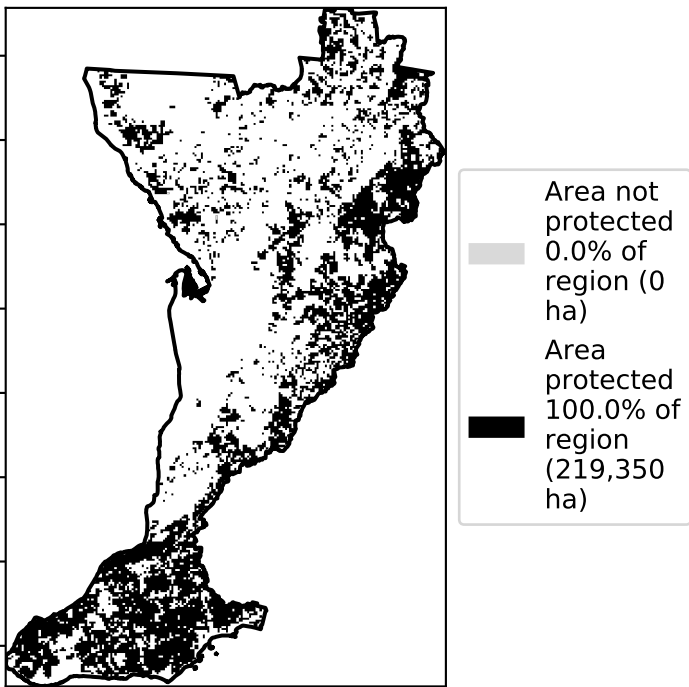 Area not
protected
0.0% of
region (0
ha)
Area
protected
100.0% of
region
(219,350
ha)